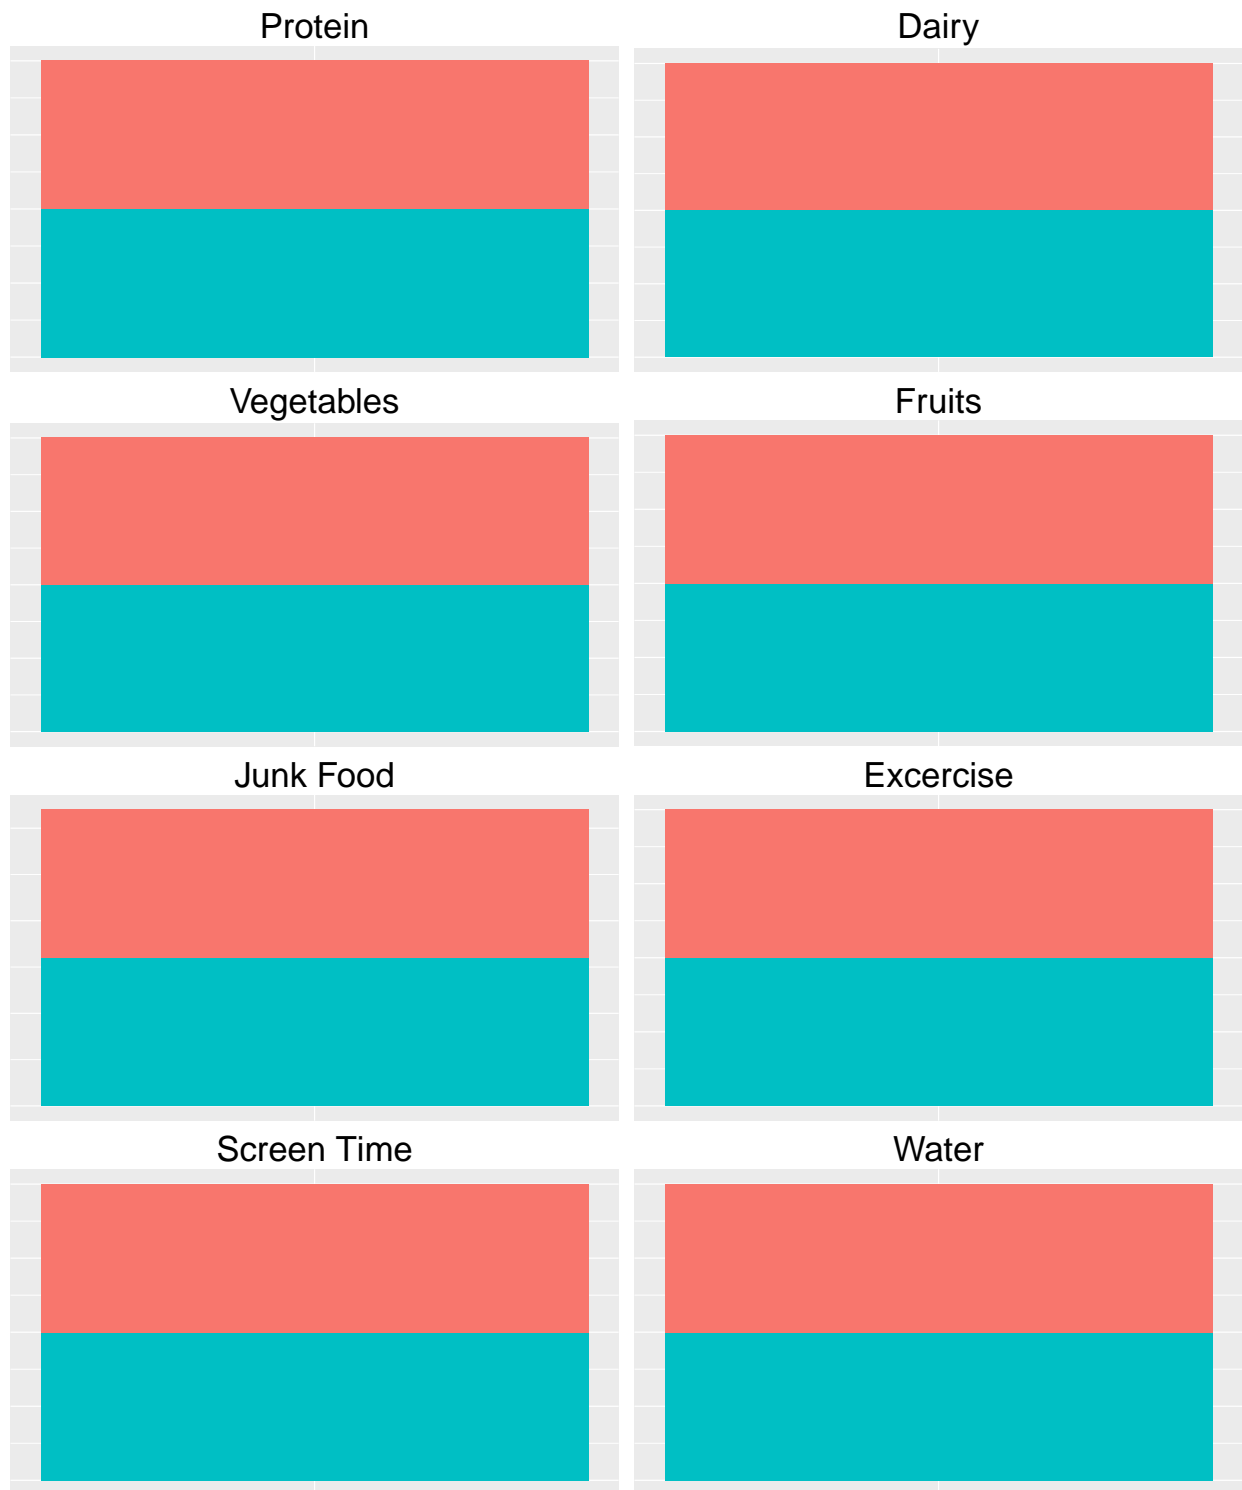 Protein
Dairy
Vegetables
Fruits
Junk Food
Excercise
Screen Time
Water